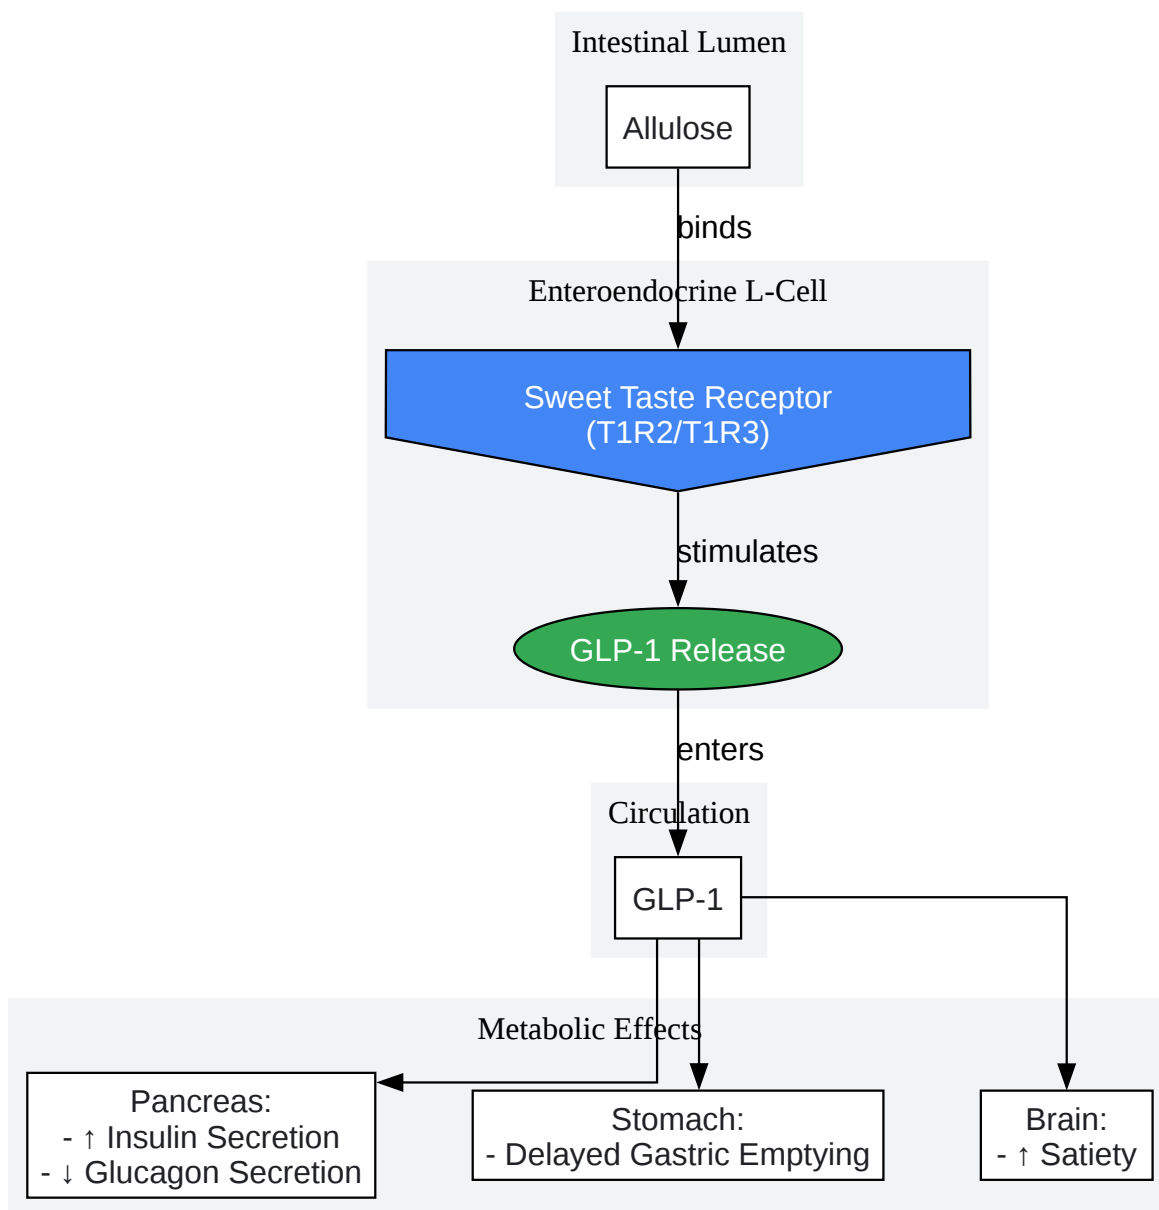 Intestinal Lumen
Allulose
binds
Enteroendocrine L-Cell
Sweet Taste Receptor
(T1R2/T1R3)
stimulates
GLP-1 Release
enters
Circulation
GLP-1
Metabolic Effects
Pancreas:
- ↑ Insulin Secretion
- ↓ Glucagon Secretion
Stomach:
- Delayed Gastric Emptying
Brain:
- ↑ Satiety